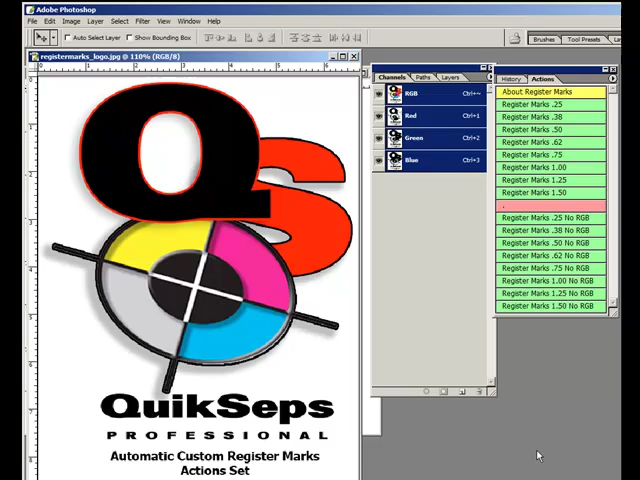 Adobe Photoshop
File Edit Image Layer Select Filter View Window Help
Auto Select Layer Show Bounding Box
Brushes Tool Presets
registermarks_logo.jpg @ 110% (RGB/8)
Channels Paths Layers
RGB Ctrl+~
Red Ctrl+1
Green Ctrl+2
Blue Ctrl+3
History Actions
About Register Marks
Register Marks .25
Register Marks .38
Register Marks .50
Register Marks .62
Register Marks .75
Register Marks 1.00
Register Marks 1.25
Register Marks 1.50
.
Register Marks .25 No RGB
Register Marks .38 No RGB
Register Marks .50 No RGB
Register Marks .62 No RGB
Register Marks .75 No RGB
Register Marks 1.00 No RGB
Register Marks 1.25 No RGB
Register Marks 1.50 No RGB
QS
QuikSeps
PROFESSIONAL
Automatic Custom Register Marks
Actions Set